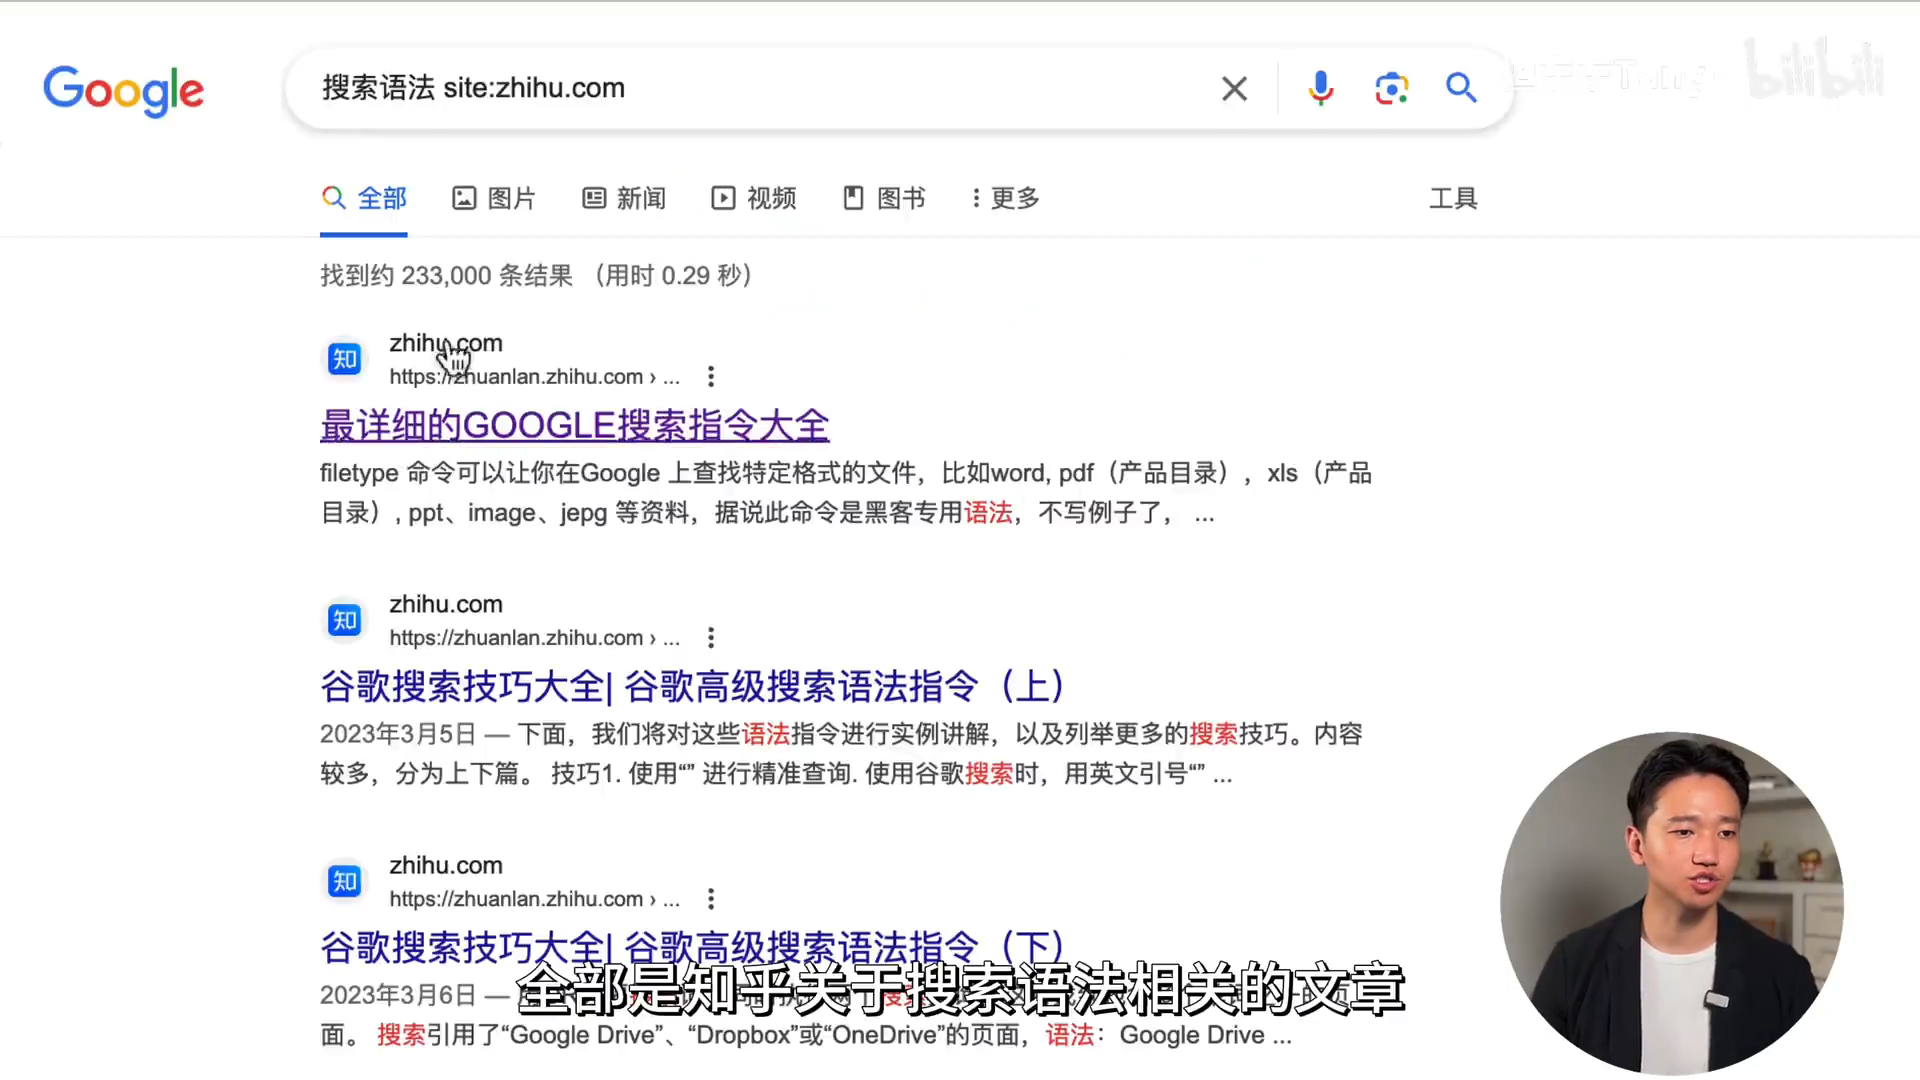 Google
搜索语法 site:zhihu.com
bilibili
全部 图片 新闻 视频 图书 更多 工具
找到约 233,000 条结果 （用时 0.29 秒）
知 zhihu.com
https://zhuanlan.zhihu.com › ...
最详细的GOOGLE搜索指令大全
filetype 命令可以让你在Google 上查找特定格式的文件，比如word, pdf（产品目录），xls（产品
目录）, ppt、image、jepg 等资料，据说此命令是黑客专用语法，不写例子了， ...
知 zhihu.com
https://zhuanlan.zhihu.com › ...
谷歌搜索技巧大全| 谷歌高级搜索语法指令（上）
2023年3月5日 — 下面，我们将对这些语法指令进行实例讲解，以及列举更多的搜索技巧。内容
较多，分为上下篇。 技巧1. 使用“” 进行精准查询. 使用谷歌搜索时，用英文引号“” ...
知 zhihu.com
https://zhuanlan.zhihu.com › ...
谷歌搜索技巧大全| 谷歌高级搜索语法指令（下）
全部是知乎关于搜索语法相关的文章
2023年3月6日 —
面。 搜索引用了“Google Drive”、“Dropbox”或“OneDrive”的页面，语法：Google Drive ...